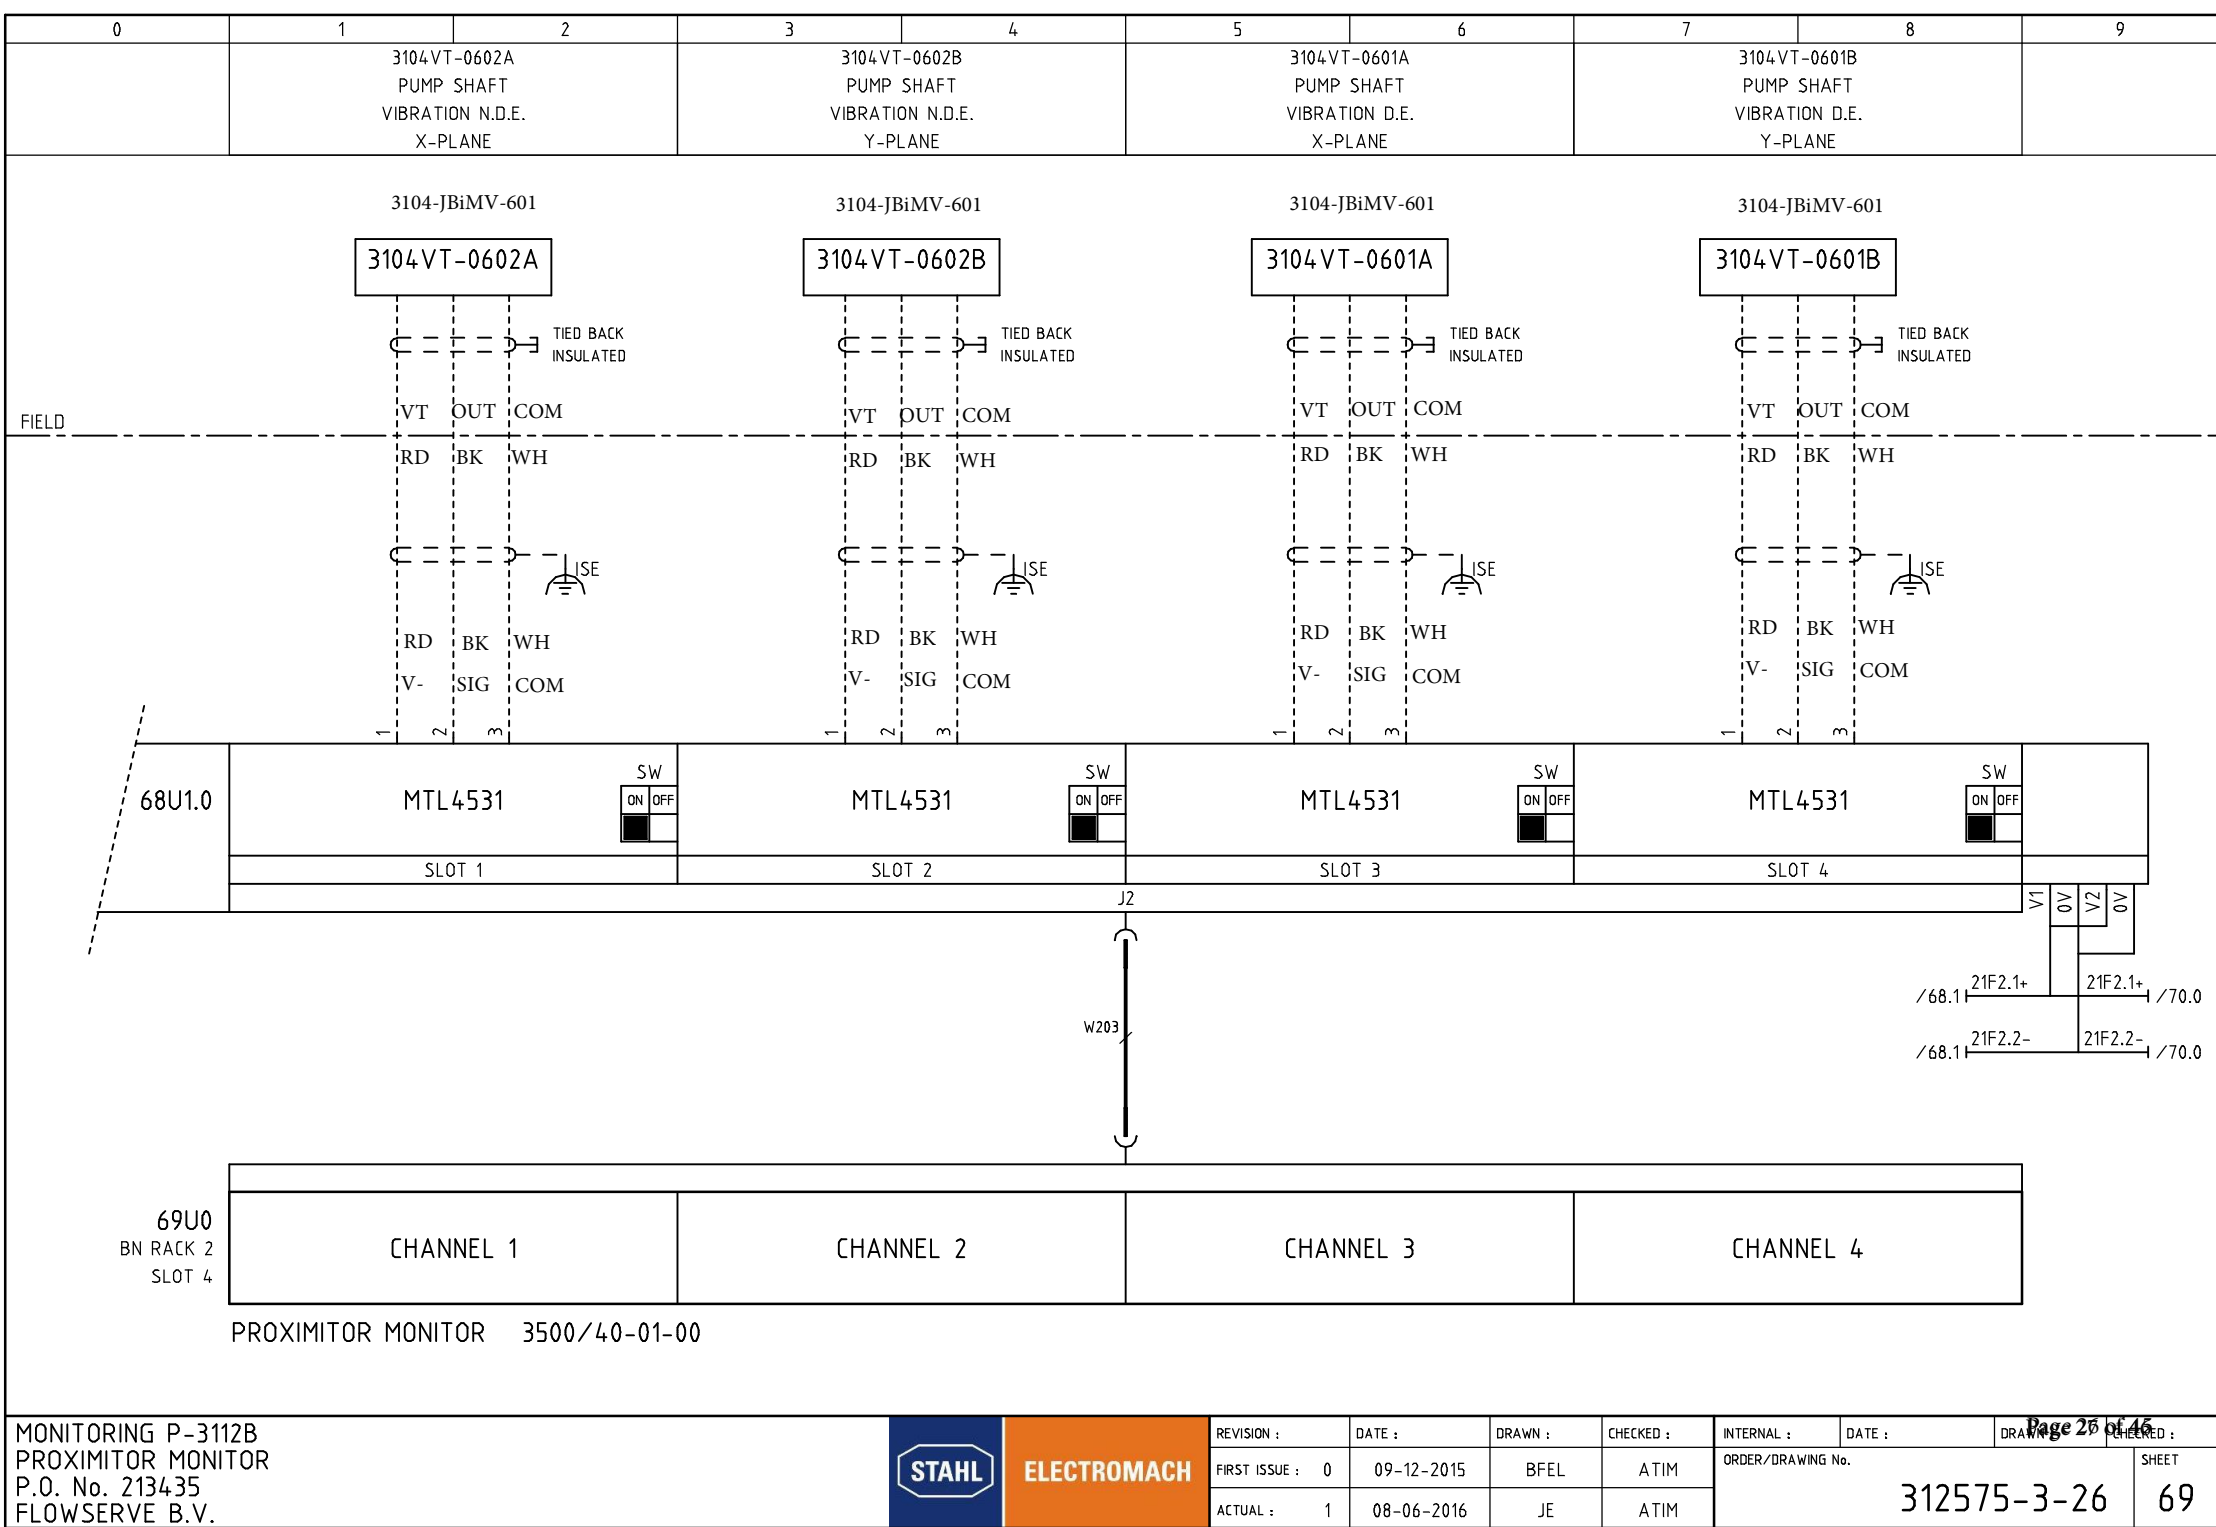 0 1 2 3 4 5 6 7 8 9
3104VT-0602A 3104VT-0602B 3104VT-0601A 3104VT-0601B
PUMP SHAFT PUMP SHAFT PUMP SHAFT PUMP SHAFT
VIBRATION N.D.E. VIBRATION N.D.E. VIBRATION D.E. VIBRATION D.E.
X-PLANE Y-PLANE X-PLANE Y-PLANE
3104-JBiMV-601 3104-JBiMV-601 3104-JBiMV-601 3104-JBiMV-601
3104VT-0602A 3104VT-0602B 3104VT-0601A 3104VT-0601B
TIED BACK TIED BACK TIED BACK TIED BACK
INSULATED INSULATED INSULATED INSULATED
VT OUT COM VT OUT COM VT OUT COM VT OUT COM
FIELD
RD BK WH RD BK WH RD BK WH RD BK WH
ISE ISE ISE ISE
RD BK WH RD BK WH RD BK WH RD BK WH
V- SIG COM V- SIG COM V- SIG COM V- SIG COM
1 2 3 1 2 3 1 2 3 1 2 3
SW SW SW SW
68U1.0 MTL4531 ON OFF MTL4531 ON OFF MTL4531 ON OFF MTL4531 ON OFF
SLOT 1 SLOT 2 SLOT 3 SLOT 4
J2 V1 0V V2 0V
/68.1 21F2.1+ 21F2.1+ /70.0
W203
/68.1 21F2.2- 21F2.2- /70.0
69U0
BN RACK 2
SLOT 4
CHANNEL 1 CHANNEL 2 CHANNEL 3 CHANNEL 4
PROXIMITOR MONITOR 3500/40-01-00
MONITORING P-3112B
PROXIMITOR MONITOR
P.O. No. 213435
FLOWSERVE B.V.
STAHL ELECTROMACH
REVISION : DATE : DRAWN : CHECKED :
FIRST ISSUE : 0 09-12-2015 BFEL ATIM
ACTUAL : 1 08-06-2016 JE ATIM
INTERNAL : DATE : DRAWN : CHECKED :
Page of
ORDER/DRAWING No. SHEET
312575-3-26 69